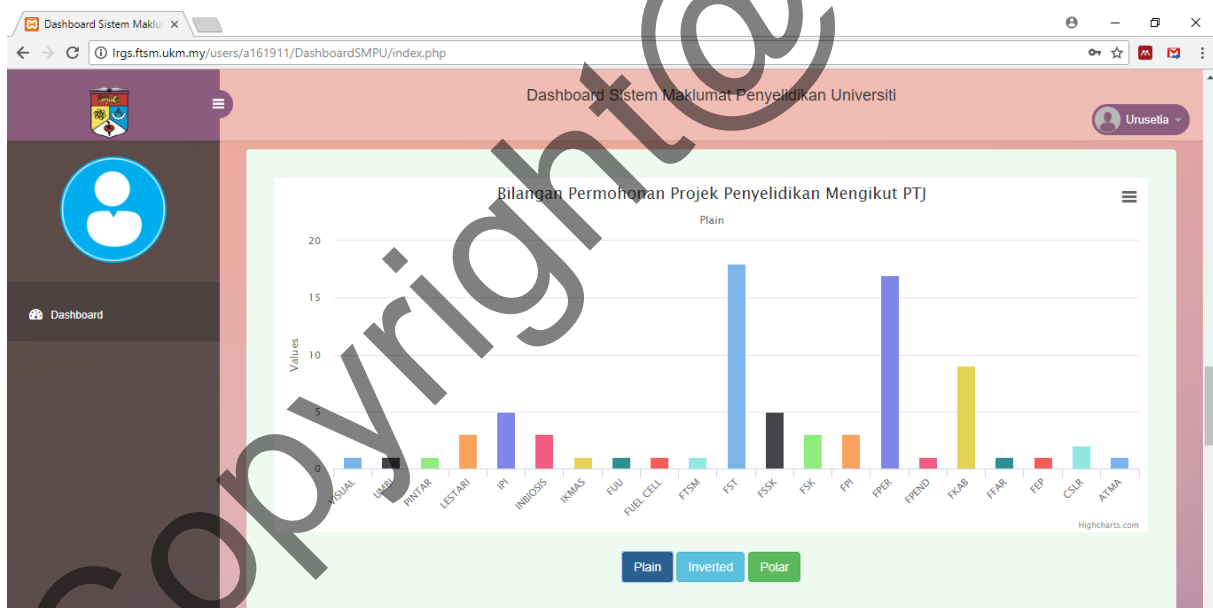 Dashboard Sistem Maklu
lrgs.ftsm.ukm.my/users/a161911/DashboardSMPU/index.php
Dashboard Sistem Maklumat Penyelidikan Universiti
Urusetia
Dashboard
Bilangan Permohonan Projek Penyelidikan Mengikut PTJ
Plain
Values
20
15
10
5
0
VISUAL
UMBI
PINTAR
LESTARI
IPI
INBIOSIS
IKMAS
FUU
FUEL CELL
FTSM
FST
FSSK
FSK
FPI
FPER
FPEND
FKAB
FFAR
FEP
CSLR
ATMA
Highcharts.com
Plain Inverted Polar
Copyright@